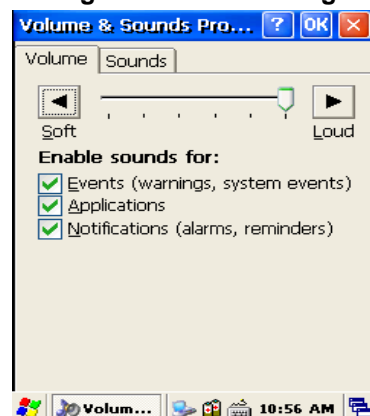 Volume & Sounds Pro... ? OK
Volume Sounds
Soft Loud
Enable sounds for:
Events (warnings, system events)
Applications
Notifications (alarms, reminders)
Volum... 10:56 AM